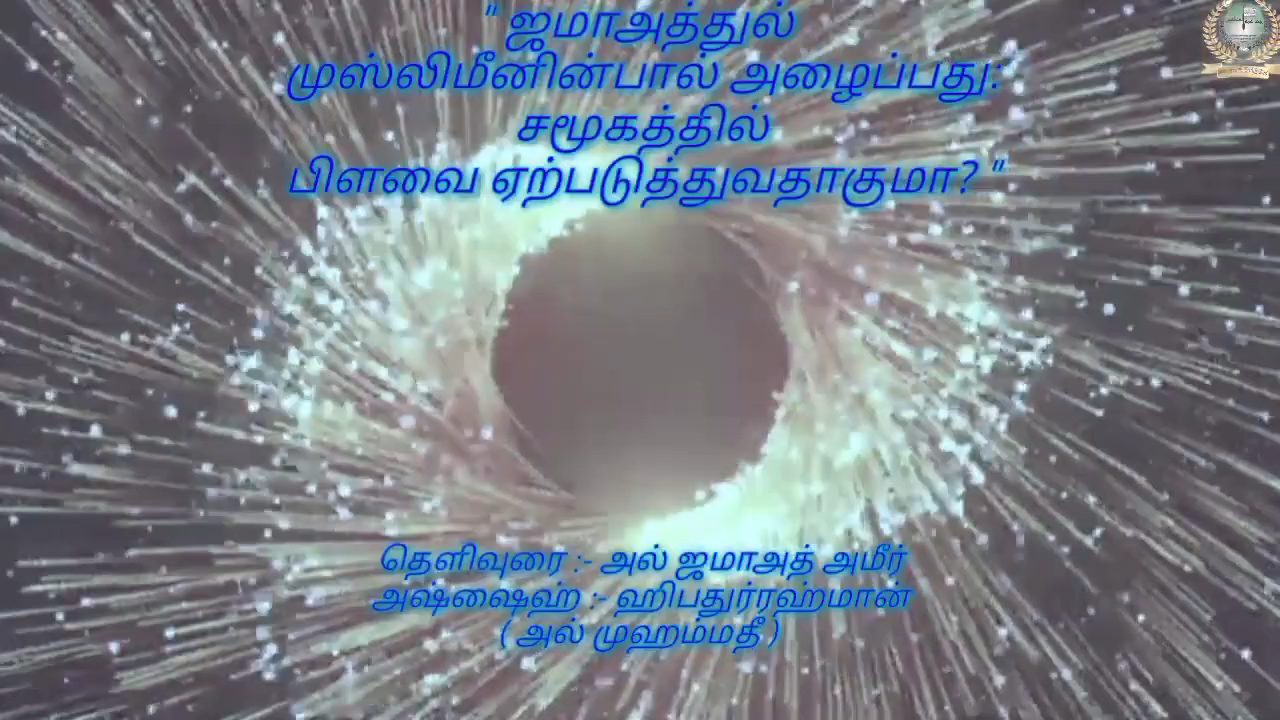 " ஜமாஅத்துல்
முஸ்லிமீனின்பால் அழைப்பது:
சமூகத்தில்
பிளவை ஏற்படுத்துவதாகுமா? "
தெளிவுரை :- அல் ஜமாஅத் அமீர்
அஷ்ஷைஹ் :- ஹிபதுர்ரஹ்மான்
( அல் முஹம்மதீ )